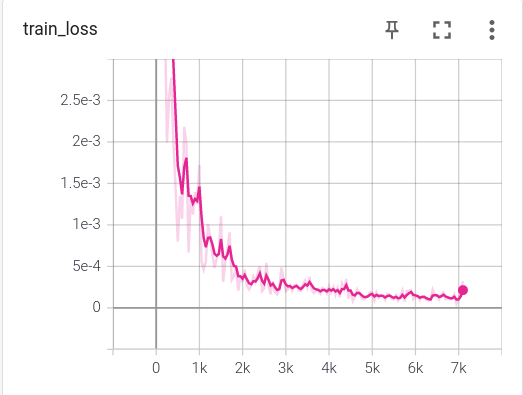 train_loss
2.5e-3
2e-3
1.5e-3
1e-3
5e-4
0
0 1k 2k 3k 4k 5k 6k 7k